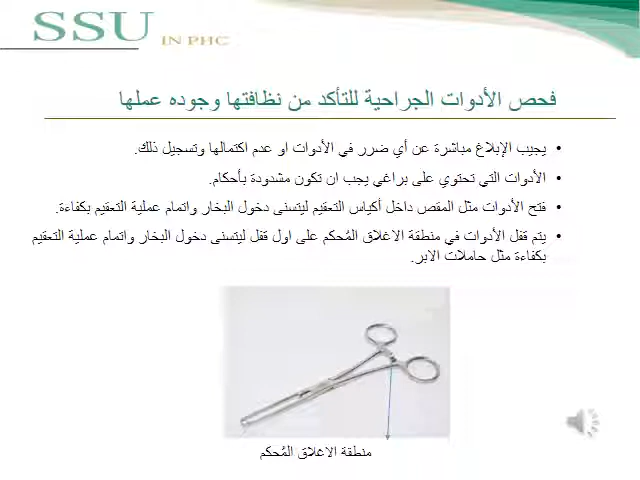 SSU IN PHC
فحص الأدوات الجراحية للتأكد من نظافتها وجوده عملها
• يجيب الإبلاغ مباشرة عن أي ضرر في الأدوات او عدم اكتمالها وتسجيل ذلك.
• الأدوات التي تحتوي على براغي يجب ان تكون مشدودة بأحكام.
• فتح الأدوات مثل المقص داخل أكياس التعقيم ليتسنى دخول البخار واتمام عملية التعقيم بكفاءة.
• يتم قفل الأدوات في منطقة الاغلاق المُحكم على اول قفل ليتسنى دخول البخار واتمام عملية التعقيم
بكفاءة مثل حاملات الابر.
منطقة الاغلاق المُحكم